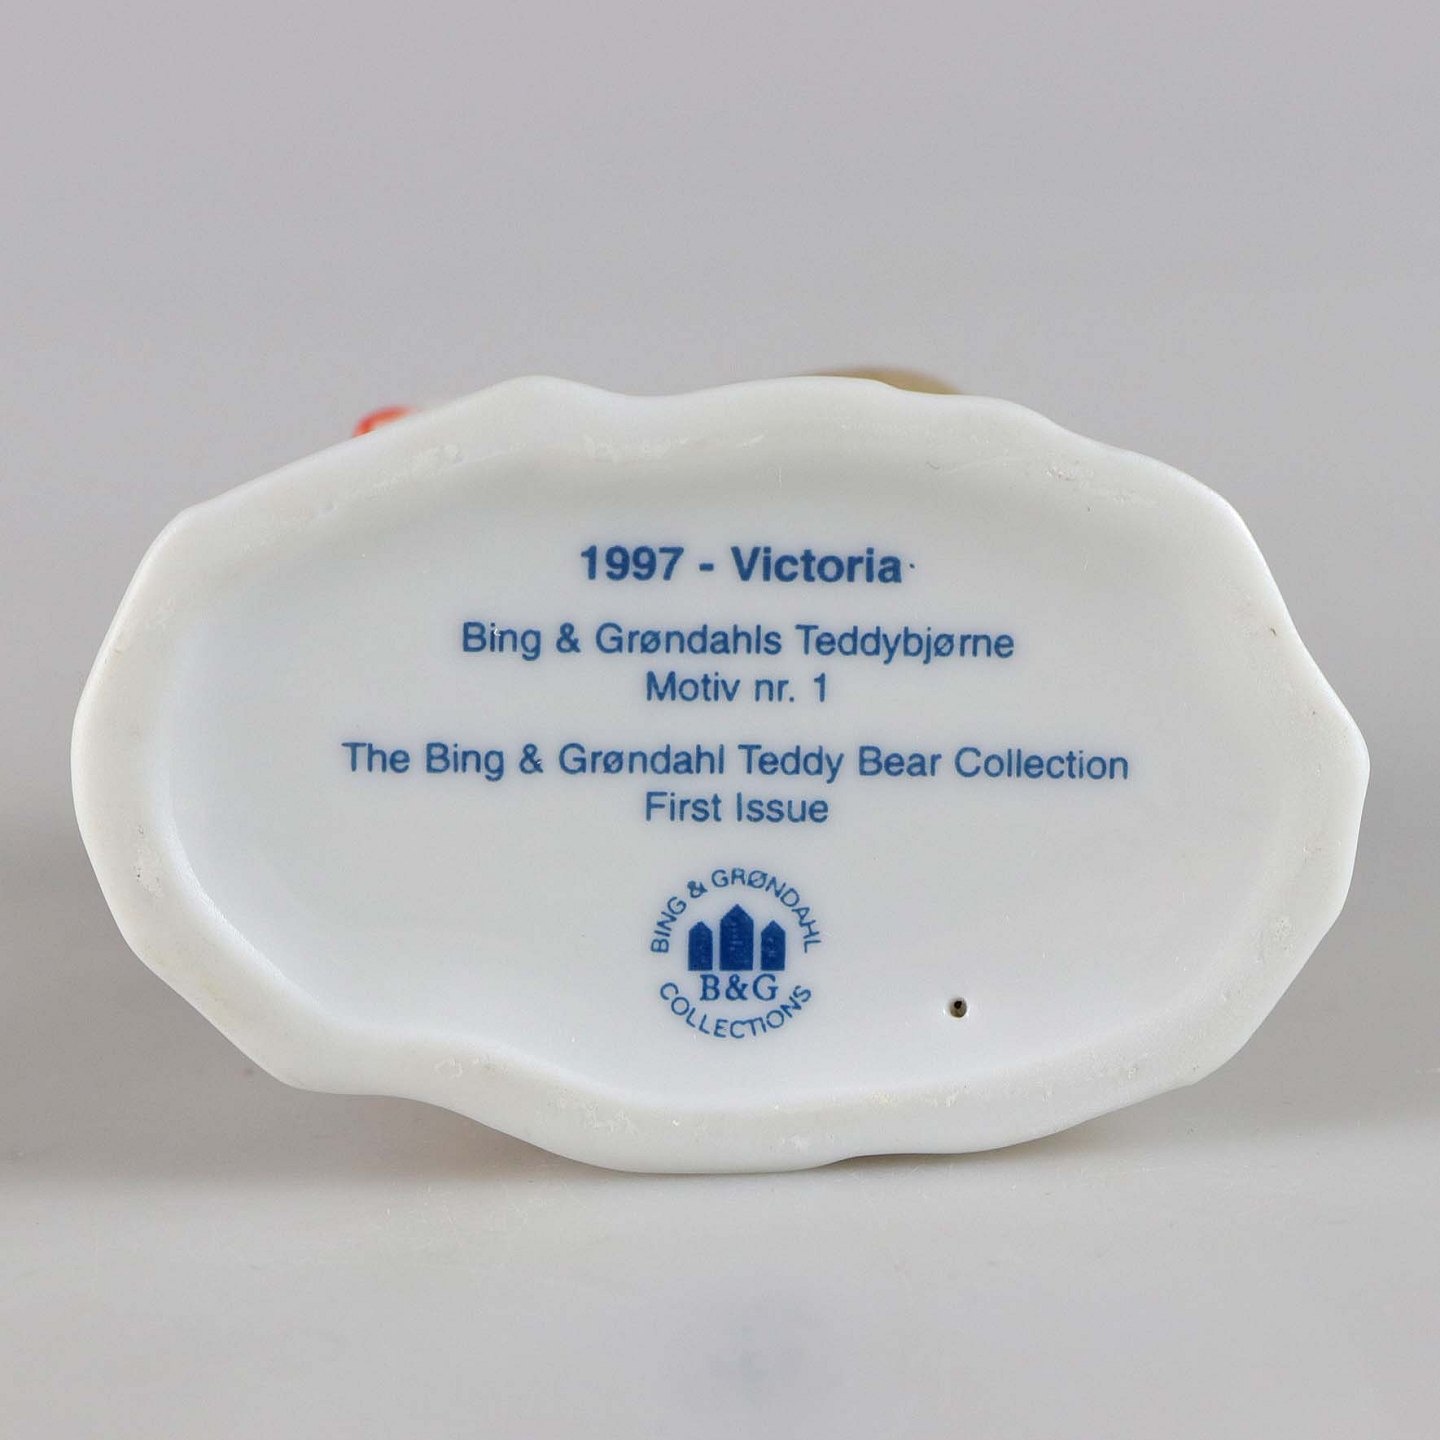 1997 - Victoria
Bing & Grøndahls Teddybjørne
Motiv nr. 1
The Bing & Grøndahl Teddy Bear Collection
First Issue
BING & GRØNDAHL
B&G
COLLECTIONS